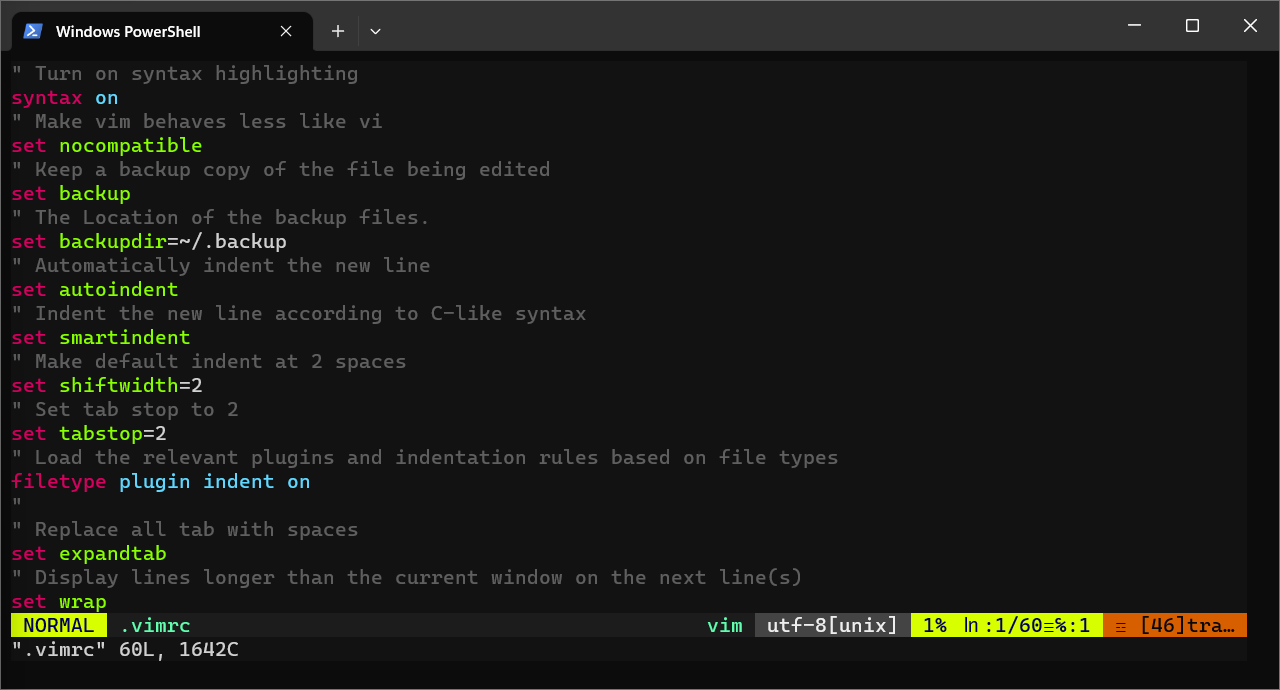 Windows PowerShell
" Turn on syntax highlighting
syntax on
" Make vim behaves less like vi
set nocompatible
" Keep a backup copy of the file being edited
set backup
" The Location of the backup files.
set backupdir=~/.backup
" Automatically indent the new line
set autoindent
" Indent the new line according to C-like syntax
set smartindent
" Make default indent at 2 spaces
set shiftwidth=2
" Set tab stop to 2
set tabstop=2
" Load the relevant plugins and indentation rules based on file types
filetype plugin indent on
"
" Replace all tab with spaces
set expandtab
" Display lines longer than the current window on the next line(s)
set wrap
NORMAL .vimrc vim utf-8[unix] 1% ㏑:1/60≡℅:1 ☲ [46]tra…
".vimrc" 60L, 1642C